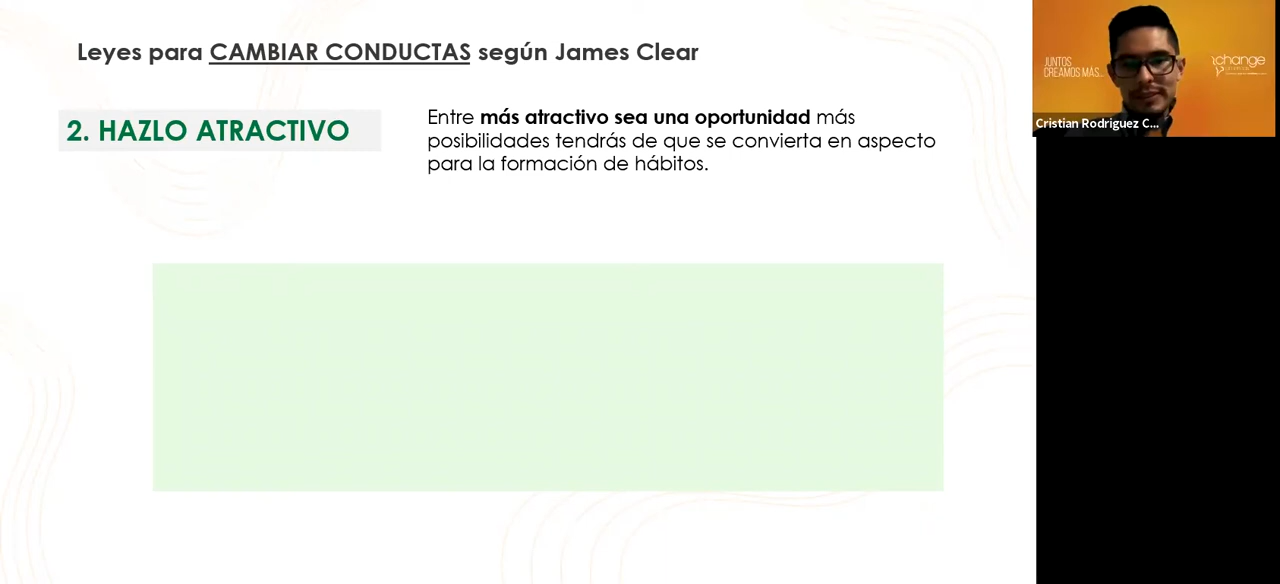 Leyes para CAMBIAR CONDUCTAS según James Clear
2. HAZLO ATRACTIVO
Entre más atractivo sea una oportunidad más
posibilidades tendrás de que se convierta en aspecto
para la formación de hábitos.
JUNTOS
CREAMOS MÁS...
change
Cristian Rodriguez C...